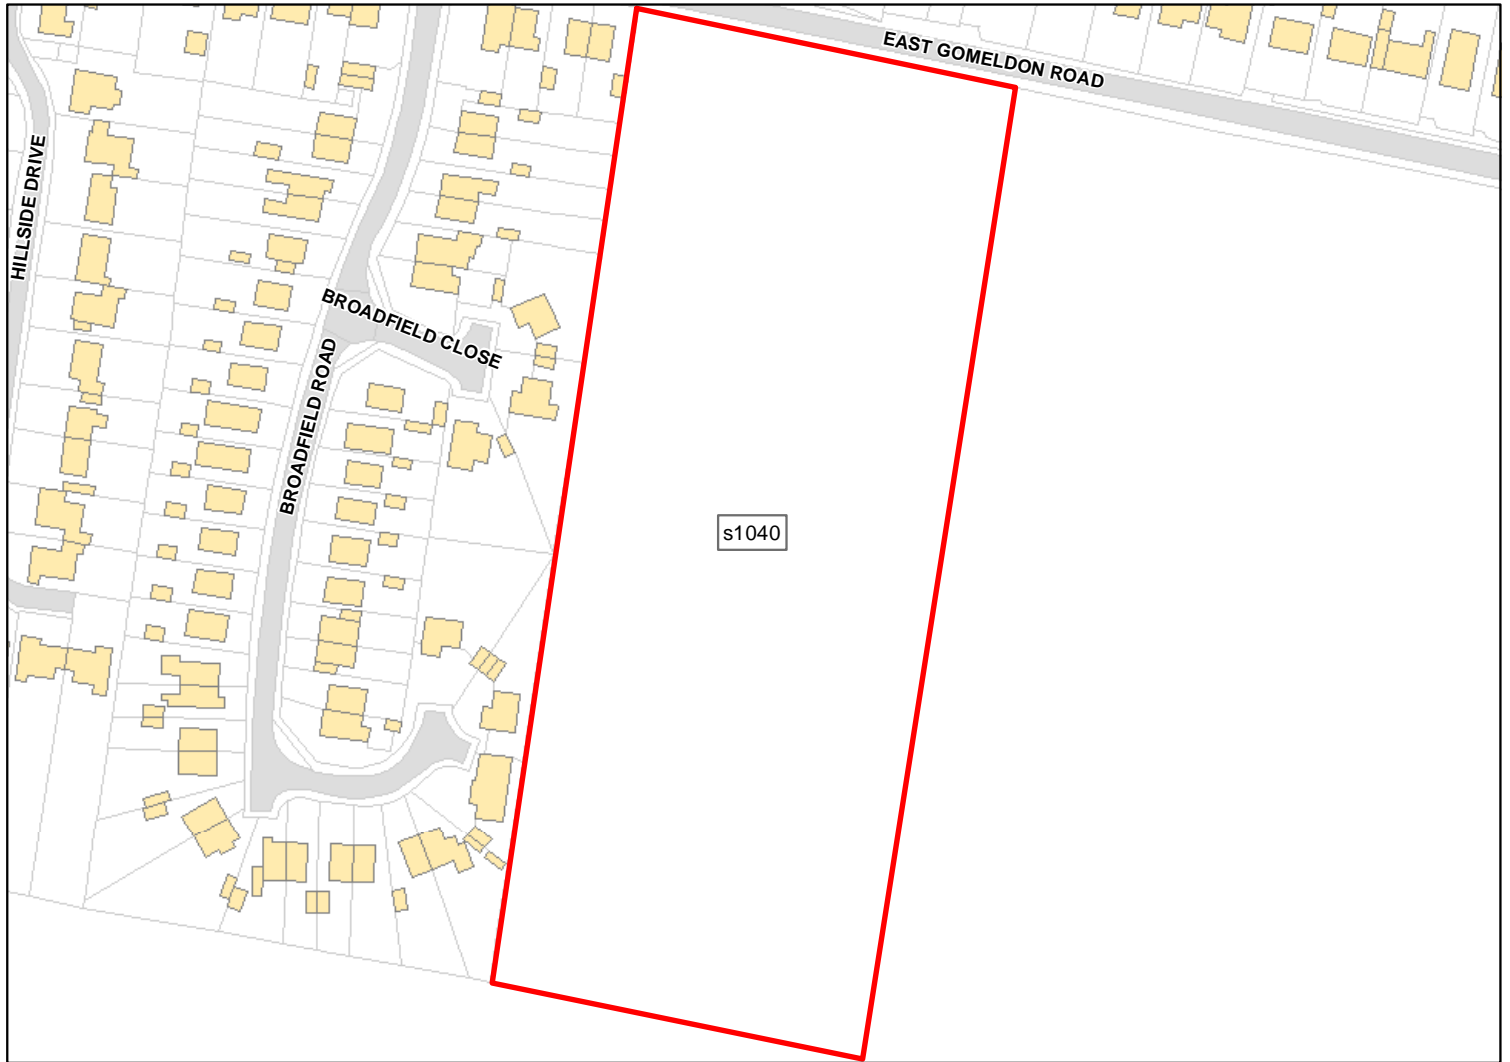 EAST GOMELDON ROAD
HILLSIDE DRIVE
BROADFIELD CLOSE
BROADFIELD ROAD
s1040